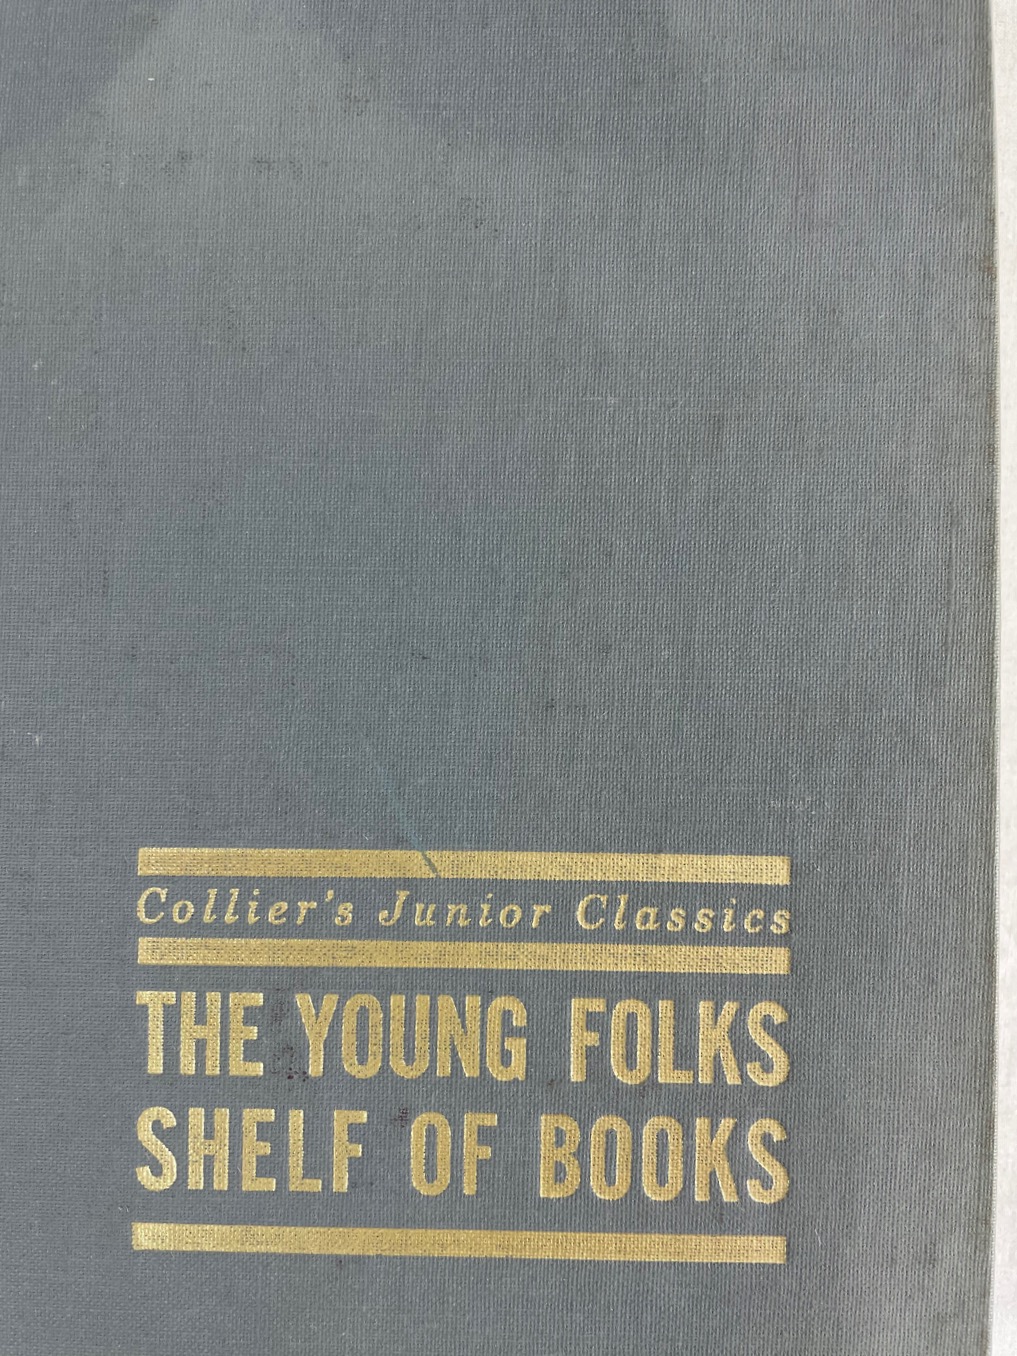 Collier's Junior Classics
THE YOUNG FOLKS
SHELF OF BOOKS